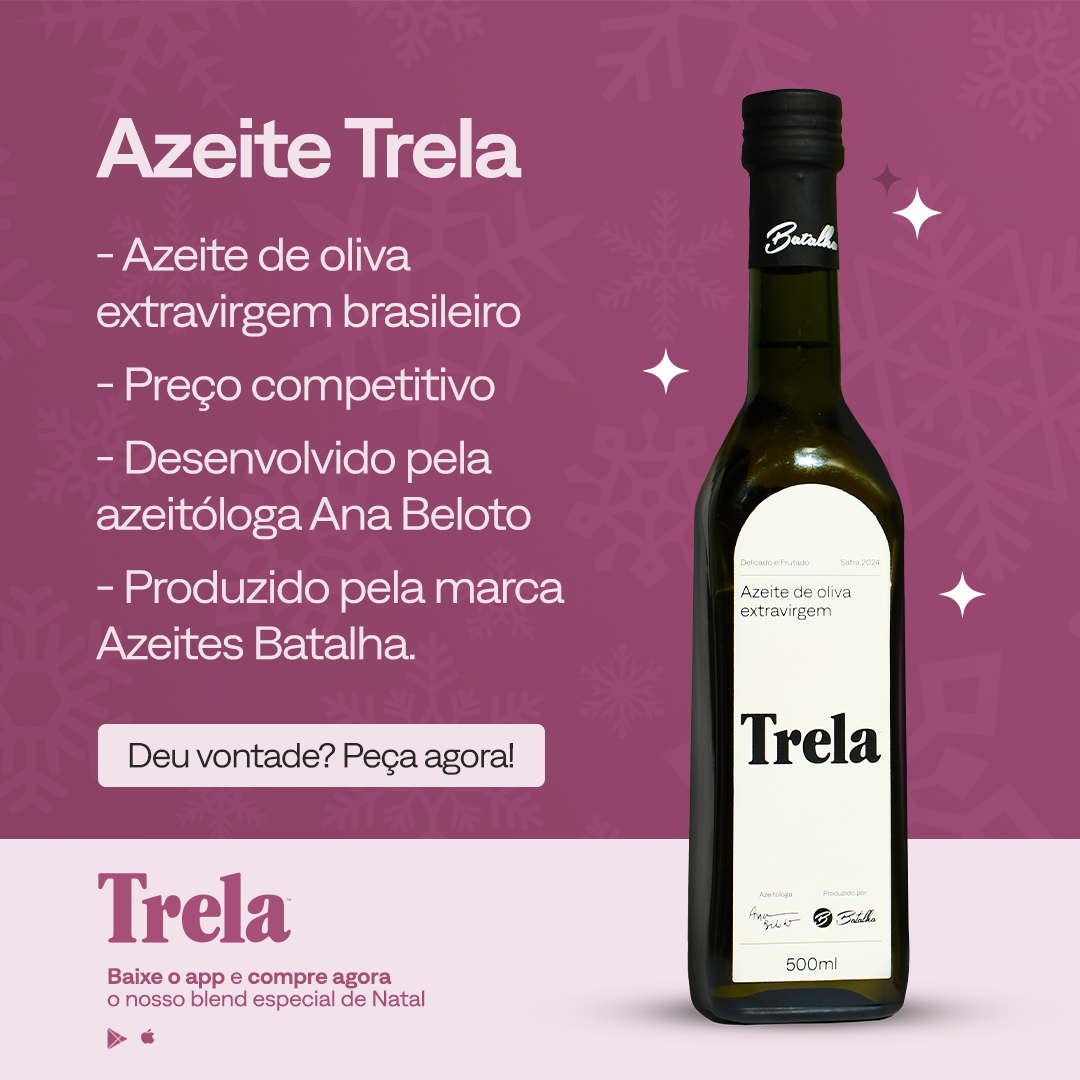 Azeite Trela
- Azeite de oliva
extravirgem brasileiro
- Preço competitivo
- Desenvolvido pela
azeitóloga Ana Beloto
- Produzido pela marca
Azeites Batalha.
Deu vontade? Peça agora!
Trela
Baixe o app e compre agora
o nosso blend especial de Natal
Batalha
Delicado e Frutado Safra 2024
Azeite de oliva
extravirgem
Trela
Azeitóloga Produzido por
Ana
Beloto
Batalha
500ml